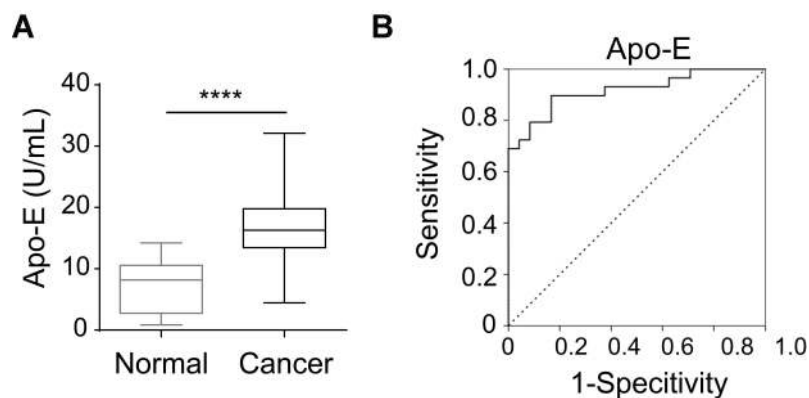 A
Apo-E (U/mL)
40
30
20
10
0
****
Normal Cancer
B
Apo-E
Sensitivity
1.0
0.8
0.6
0.4
0.2
0
0 0.2 0.4 0.6 0.8 1.0
1-Specitivity